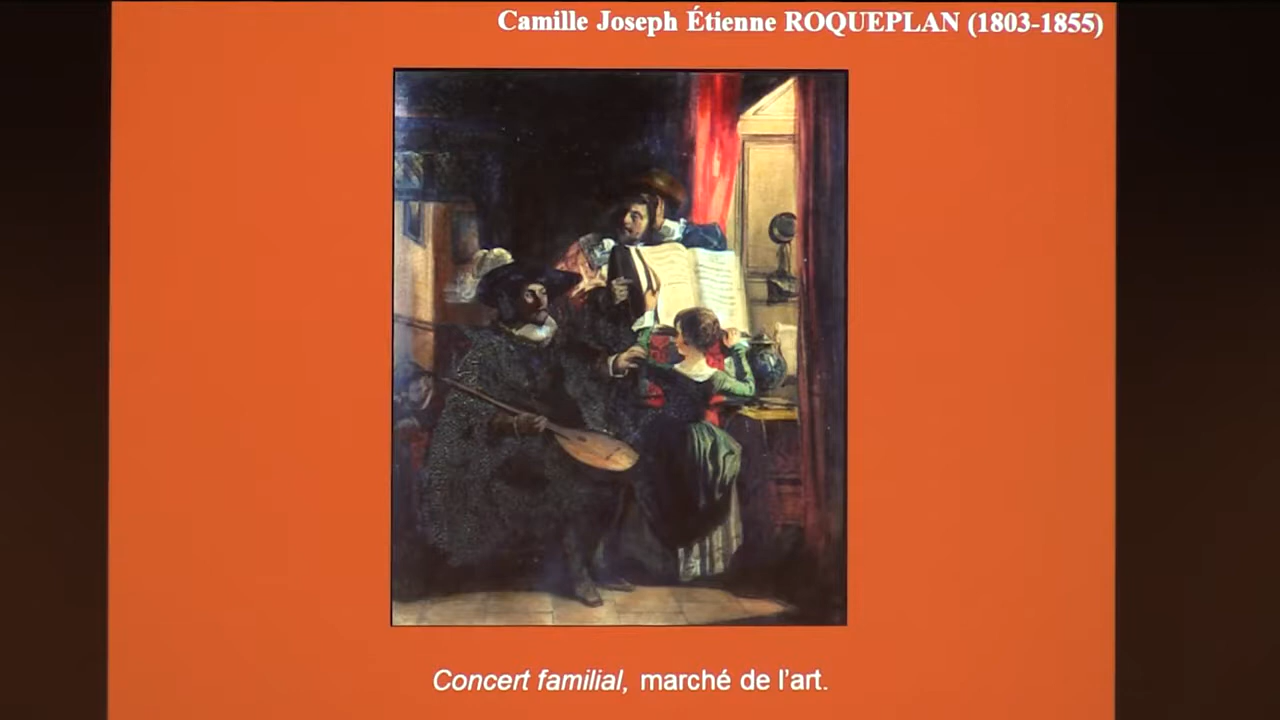 Camille Joseph Étienne ROQUEPLAN (1803-1855)
Concert familial, marché de l'art.